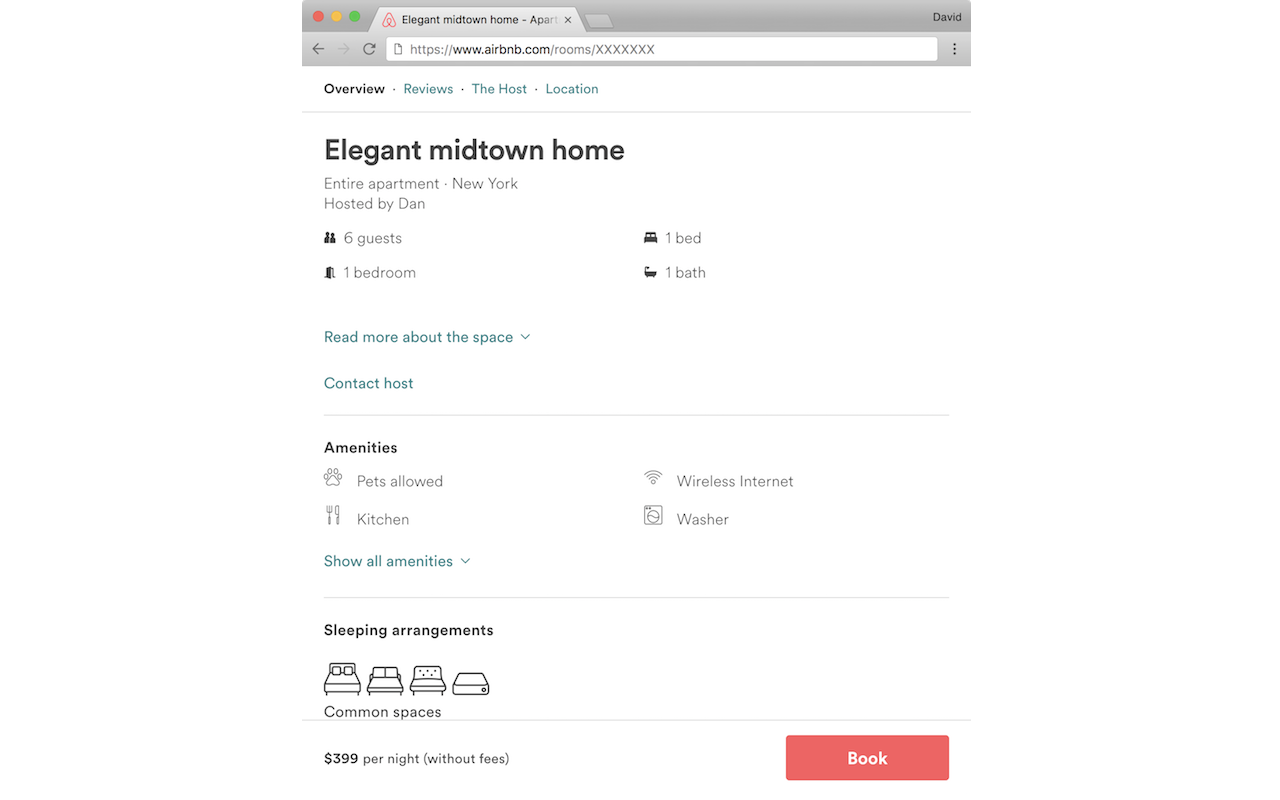 Elegant midtown home - Apart
David
https://www.airbnb.com/rooms/XXXXXXX
Overview · Reviews · The Host · Location
Elegant midtown home
Entire apartment · New York
Hosted by Dan
6 guests
1 bed
1 bedroom
1 bath
Read more about the space
Contact host
Amenities
Pets allowed
Wireless Internet
Kitchen
Washer
Show all amenities
Sleeping arrangements
Common spaces
$399 per night (without fees)
Book